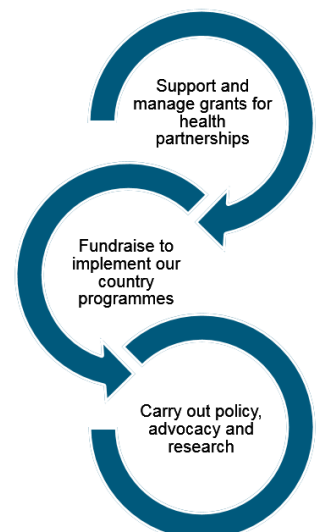 Support and
manage grants for
health
partnerships
Fundraise to
implement our
country
programmes
Carry out policy,
advocacy and
research